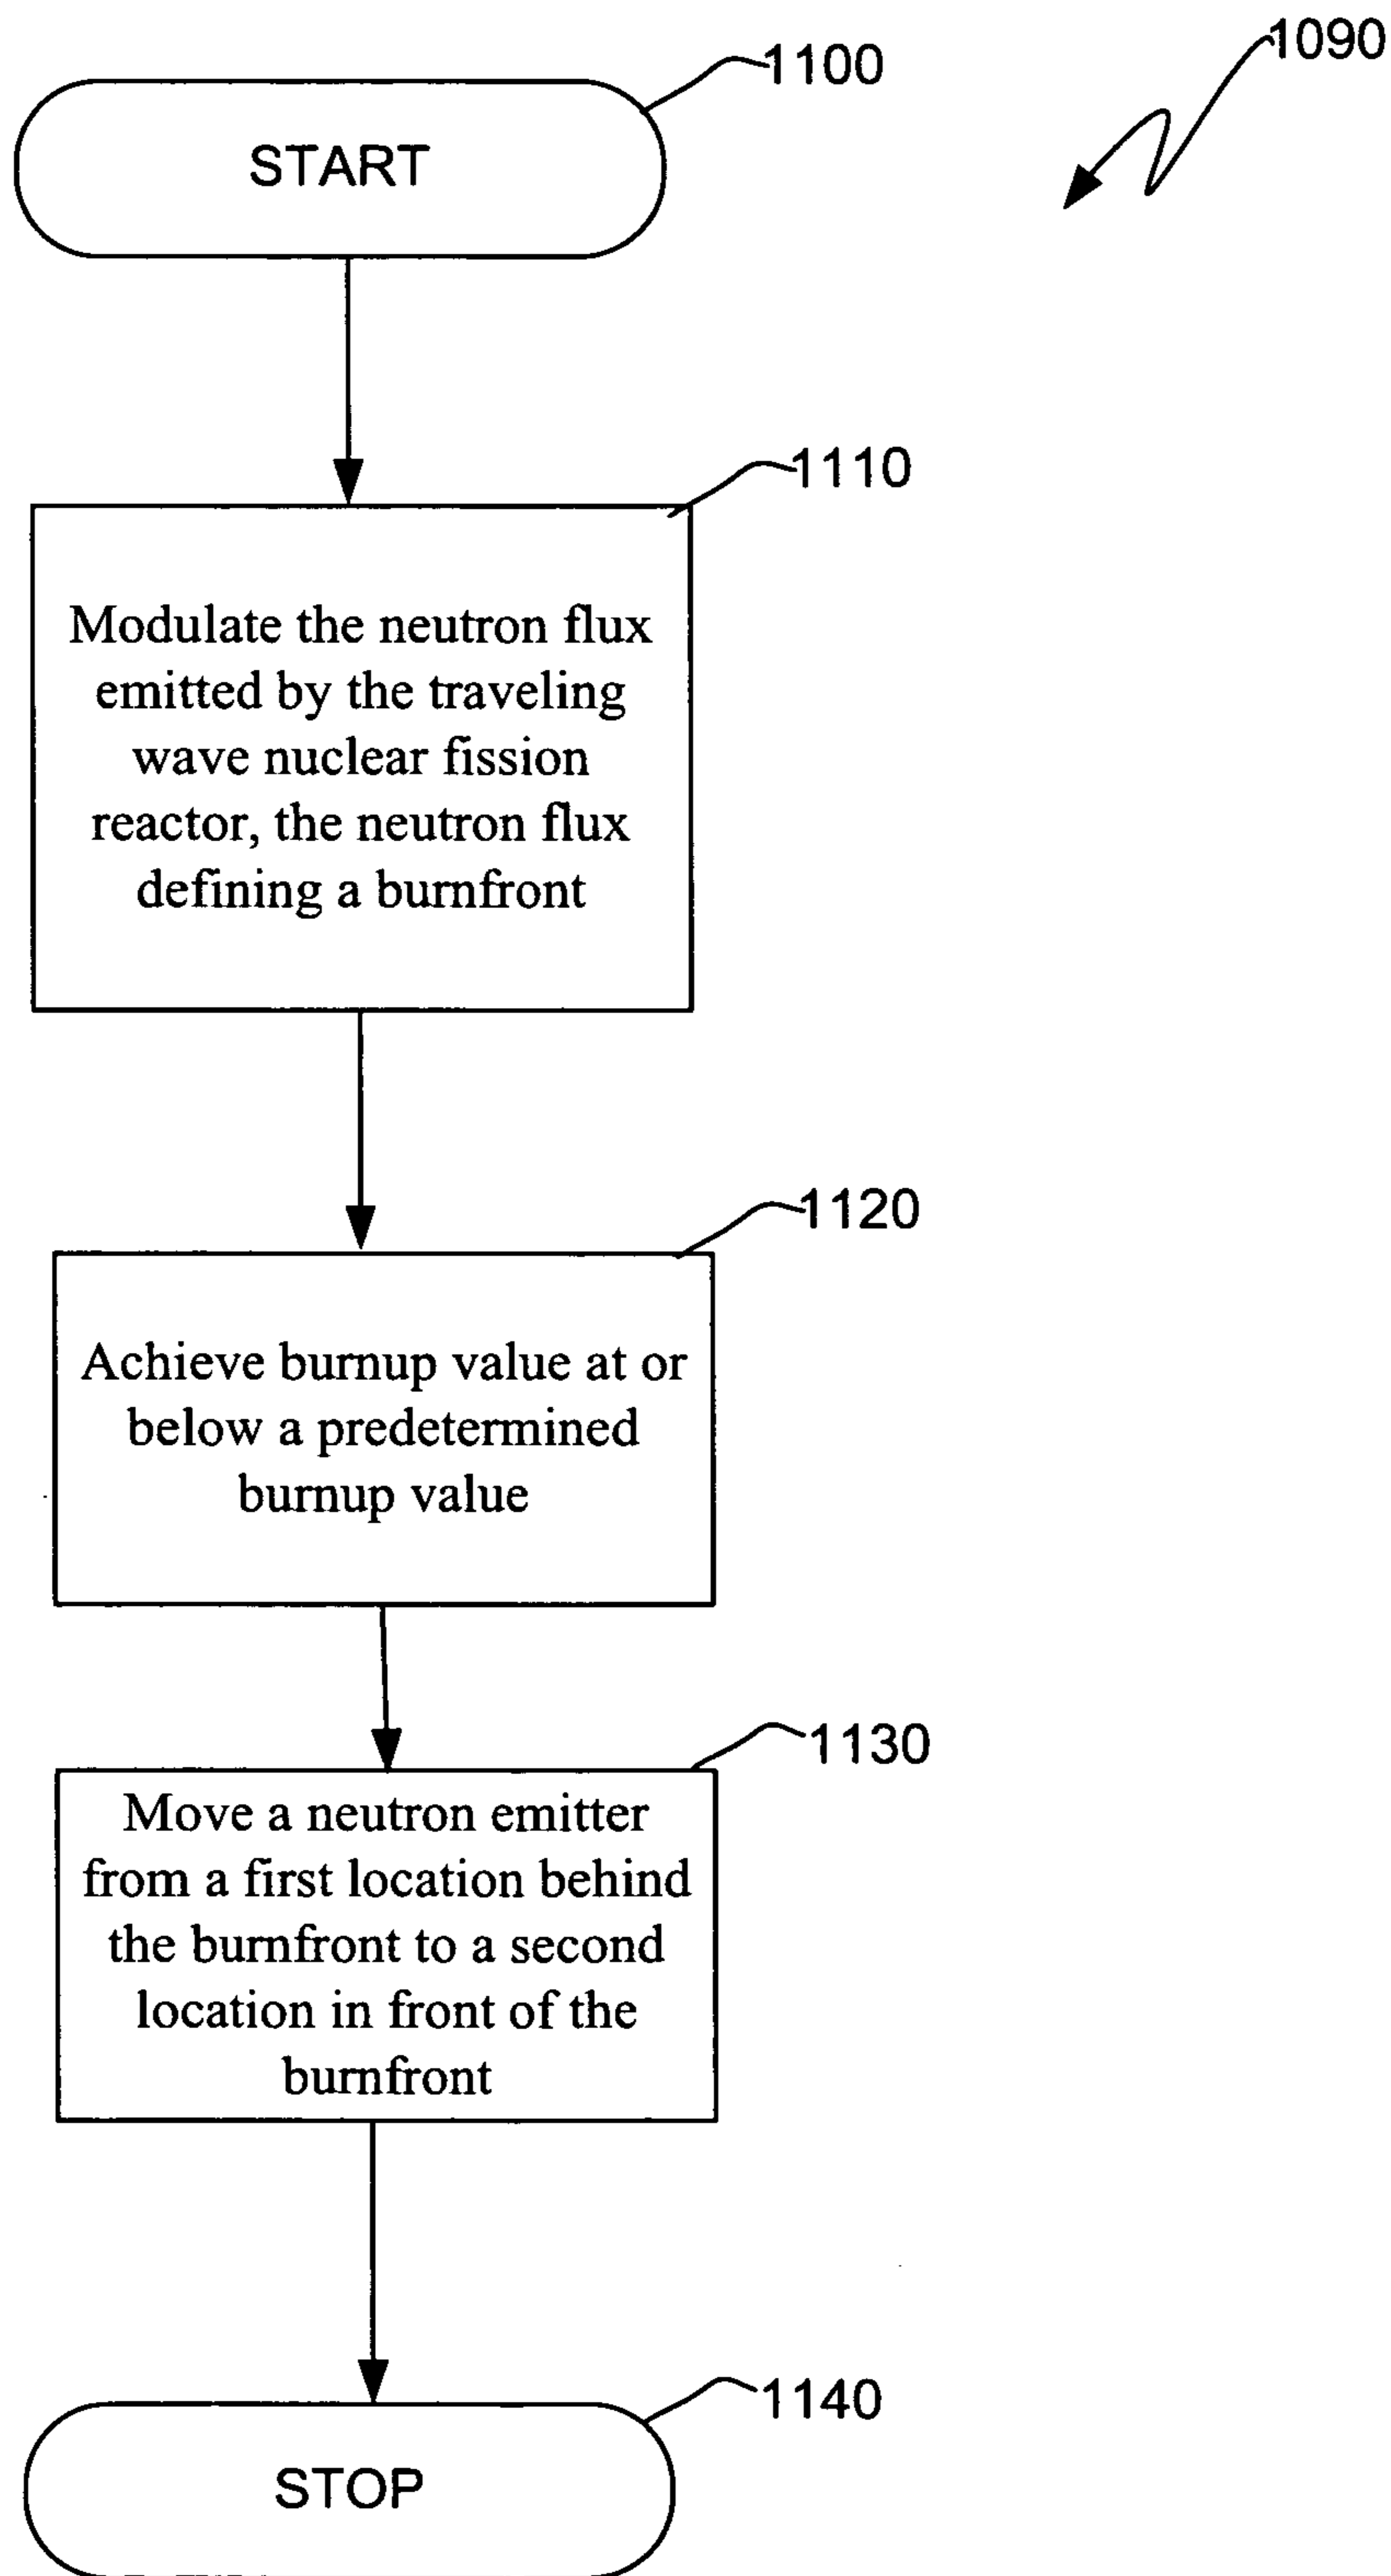 1090
1100
START
1110
Modulate the neutron flux
emitted by the traveling
wave nuclear fission
reactor, the neutron flux
defining a burnfront
1120
Achieve burnup value at or
below a predetermined
burnup value
1130
Move a neutron emitter
from a first location behind
the burnfront to a second
location in front of the
burnfront
1140
STOP